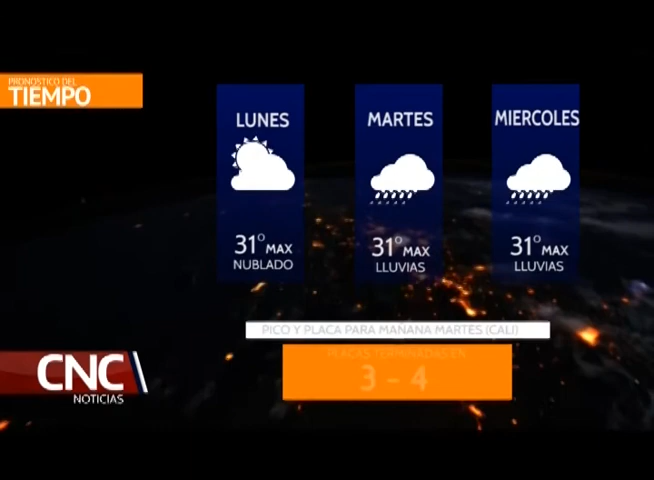 PRONOSTICO DEL
TIEMPO
LUNES
31° MAX
NUBLADO
MARTES
31° MAX
LLUVIAS
MIERCOLES
31° MAX
LLUVIAS
PICO Y PLACA PARA MAÑANA MARTES (CALI)
PLACAS TERMINADAS EN
3 - 4
CNC
NOTICIAS